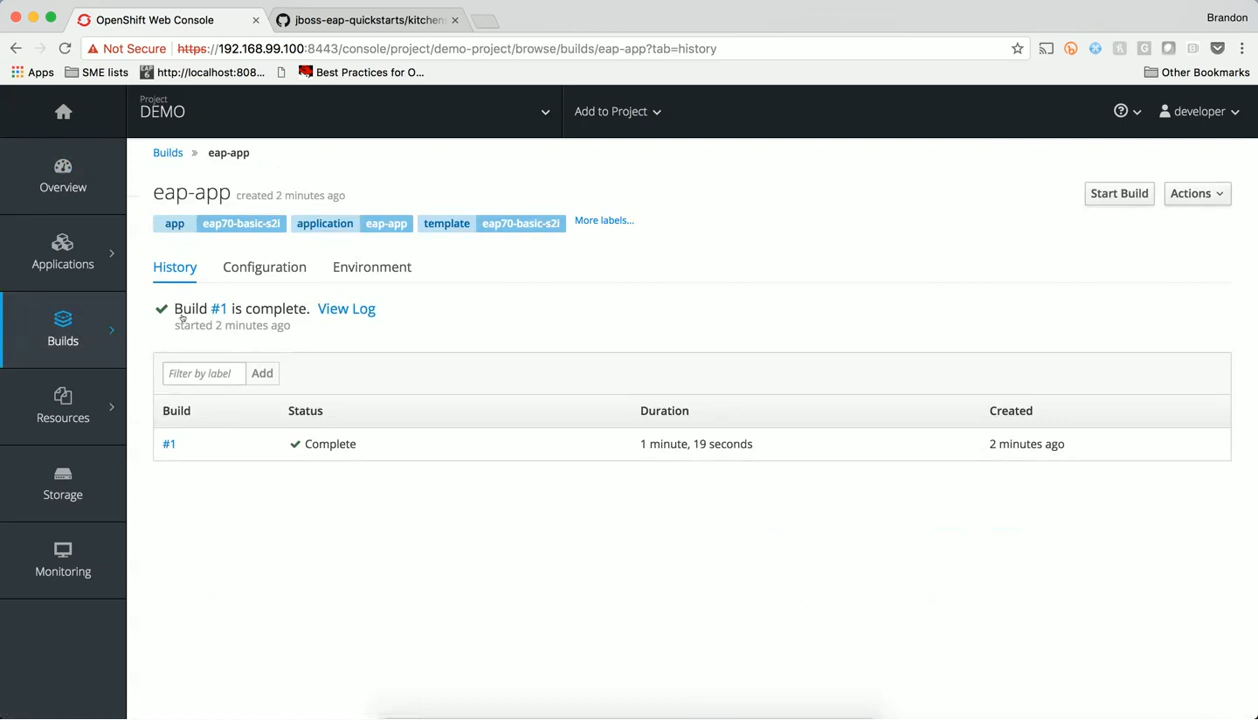 OpenShift Web Console
jboss-eap-quickstarts/kitchen
Brandon
Not Secure https://192.168.99.100:8443/console/project/demo-project/browse/builds/eap-app?tab=history
Apps SME lists http://localhost:808... Best Practices for O... Other Bookmarks
Project
DEMO
Add to Project
developer
Overview
Applications
Builds
Resources
Storage
Monitoring
Builds » eap-app
eap-app created 2 minutes ago
Start Build
Actions
app eap70-basic-s2i application eap-app template eap70-basic-s2i More labels...
History Configuration Environment
Build #1 is complete. View Log
started 2 minutes ago
Filter by label Add
Build Status Duration Created
#1 Complete 1 minute, 19 seconds 2 minutes ago